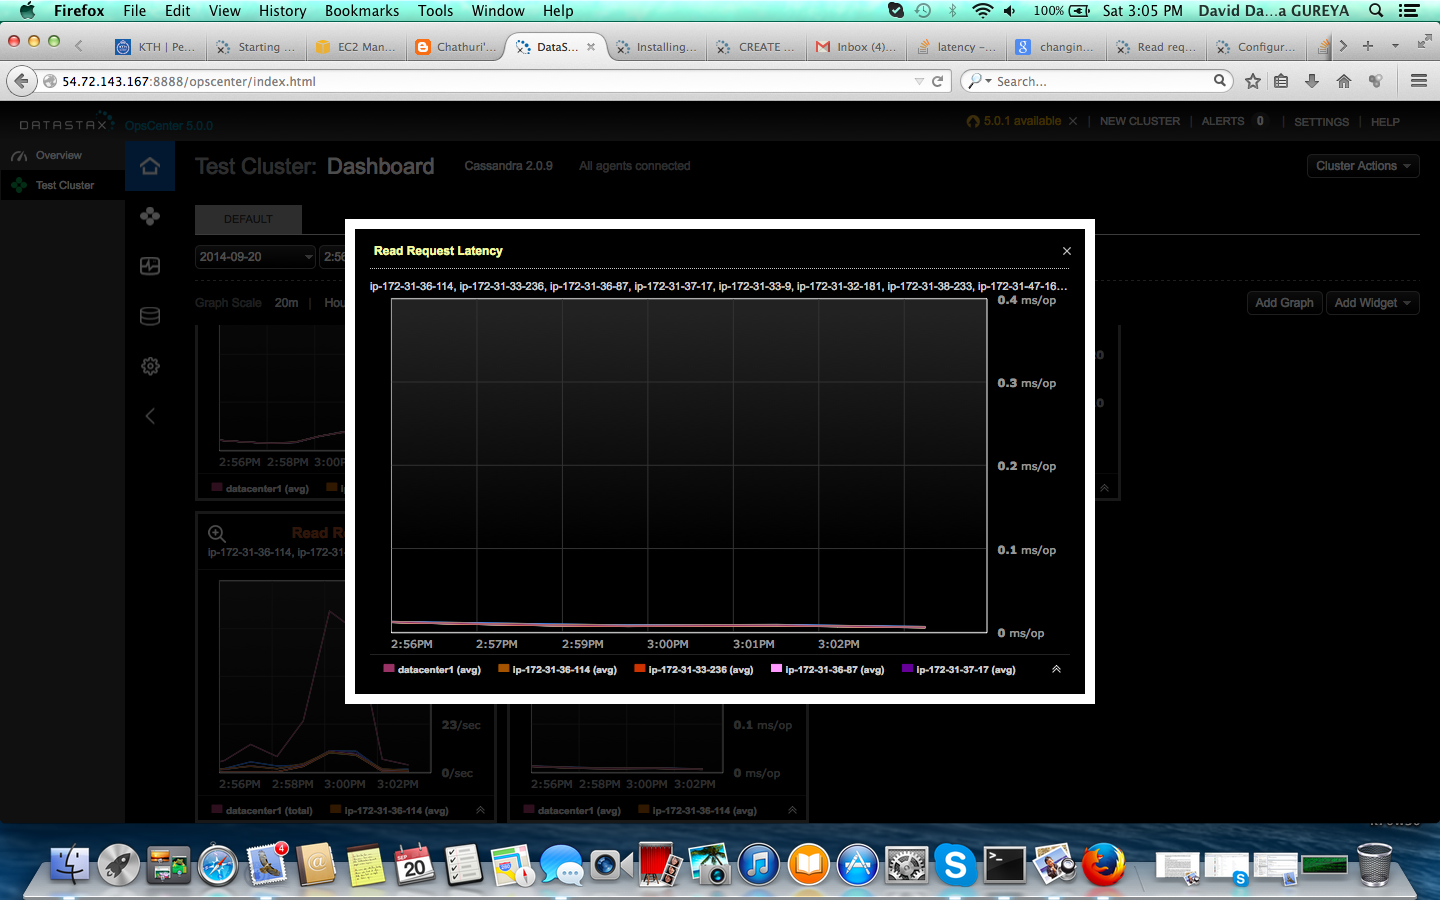 Firefox File Edit View History Bookmarks Tools Window Help 100% Sat 3:05 PM David Da...a GUREYA
KTH | Pe... Starting ... EC2 Man... Chathuri'... DataS... Installing... CREATE ... Inbox (4)... latency -... changin... Read req... Configur...
54.72.143.167:8888/opscenter/index.html Search...
DATASTAX OpsCenter 5.0.0 5.0.1 available × | NEW CLUSTER | ALERTS 0 | SETTINGS | HELP
Overview
Test Cluster
Test Cluster: Dashboard Cassandra 2.0.9 All agents connected Cluster Actions
DEFAULT
2014-09-20 2:56
Graph Scale 20m | Hou
Add Graph Add Widget
2:56PM 2:58PM 3:00P
datacenter1 (avg)
Read Request Latency ×
ip-172-31-36-114, ip-172-31-33-236, ip-172-31-36-87, ip-172-31-37-17, ip-172-31-33-9, ip-172-31-32-181, ip-172-31-38-233, ip-172-31-47-16...
0.4 ms/op
0.3 ms/op
0.2 ms/op
0.1 ms/op
0 ms/op
2:56PM 2:57PM 2:59PM 3:00PM 3:01PM 3:02PM
datacenter1 (avg) ip-172-31-36-114 (avg) ip-172-31-33-236 (avg) ip-172-31-36-87 (avg) ip-172-31-37-17 (avg)
Read R
ip-172-31-36-114, ip-172-31
23/sec
0/sec
2:56PM 2:58PM 3:00PM 3:02PM
datacenter1 (total) ip-172-31-36-114 (avg)
0.1 ms/op
0 ms/op
2:56PM 2:58PM 3:00PM 3:02PM
datacenter1 (avg) ip-172-31-36-114 (avg)
4
SEP
20